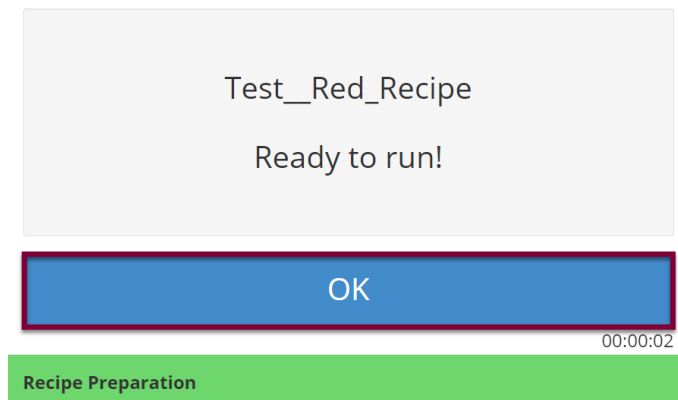 Test__Red_Recipe
Ready to run!
OK
00:00:02
Recipe Preparation